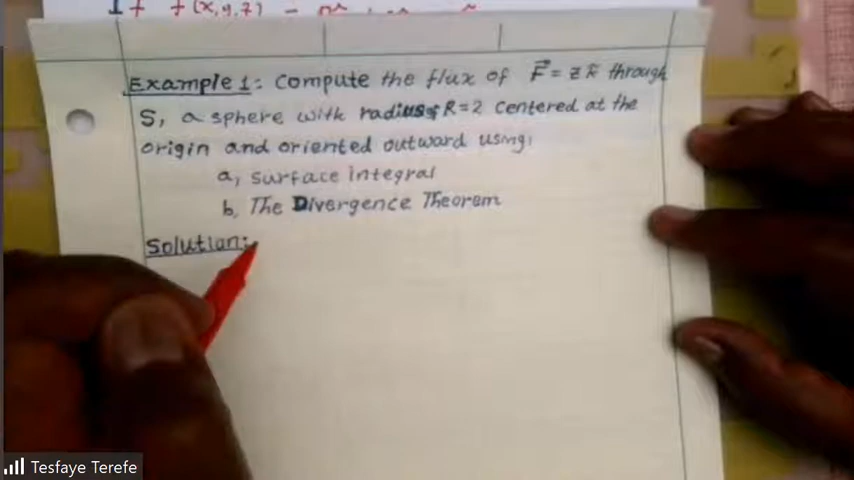 If f(x,y,z) =
Example 1: Compute the flux of F⃗ = z k̂ through
S, a sphere with radius of R=2 centered at the
origin and oriented outward using:
a, surface integral
b, The Divergence Theorem
Solution:
Tesfaye Terefe